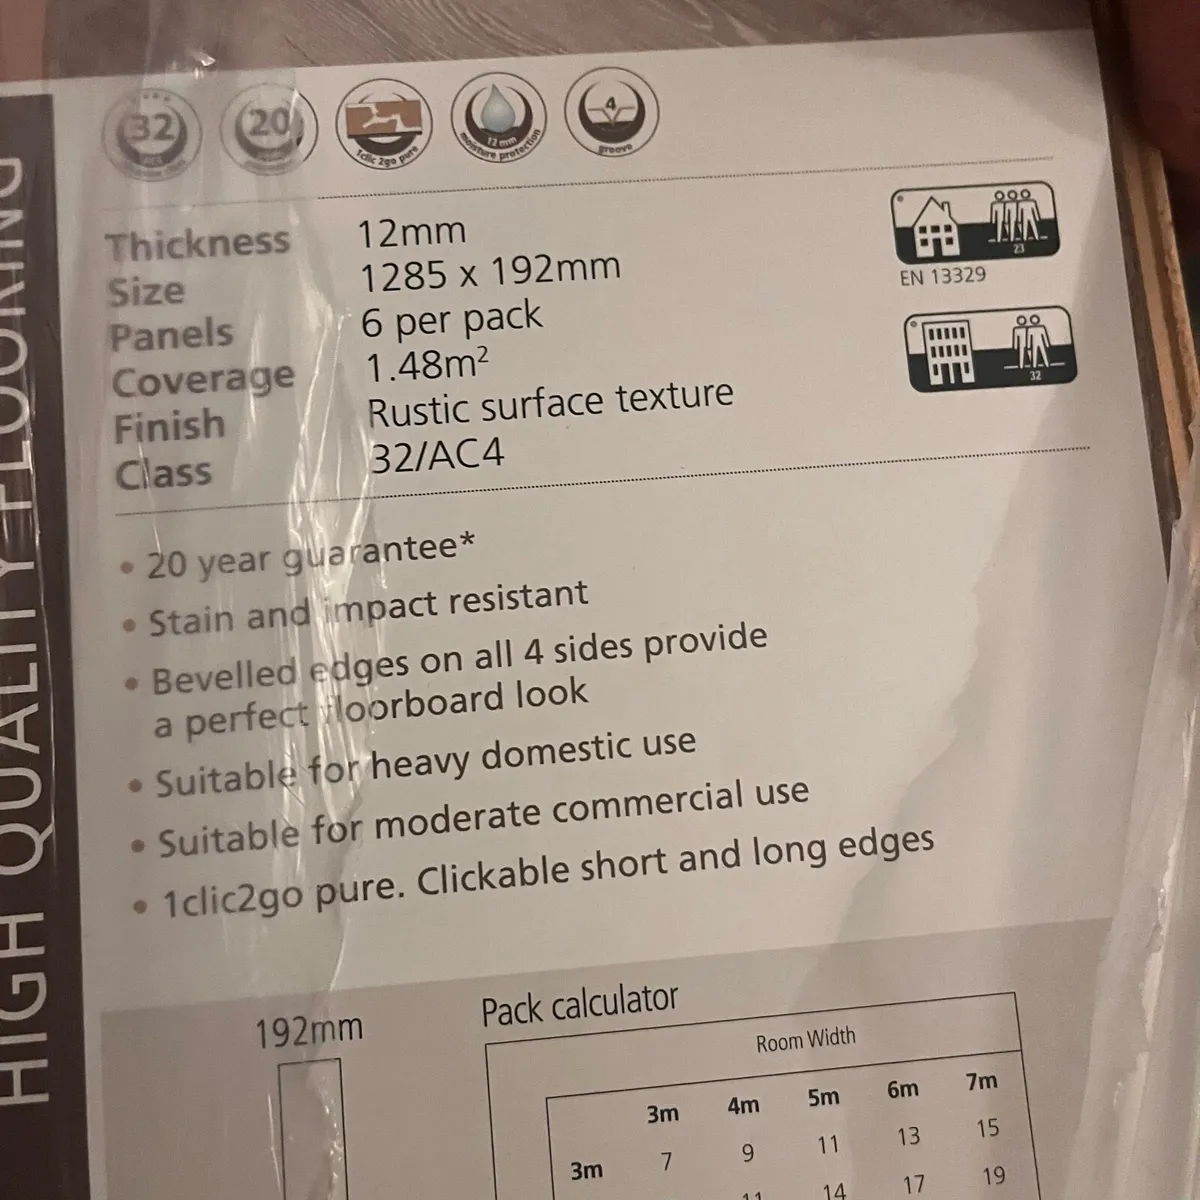 HIGH QUALITY FLOORING
32
20
1clic 2go pure
12 mm
moisture protection
4
groove
Thickness 12mm
Size 1285 x 192mm
Panels 6 per pack
Coverage 1.48m²
Finish Rustic surface texture
Class 32/AC4
23
EN 13329
32
• 20 year guarantee*
• Stain and impact resistant
• Bevelled edges on all 4 sides provide
a perfect floorboard look
• Suitable for heavy domestic use
• Suitable for moderate commercial use
• 1clic2go pure. Clickable short and long edges
192mm
Pack calculator
Room Width
3m 4m 5m 6m 7m
3m 7 9 11 13 15
11 14 17 19